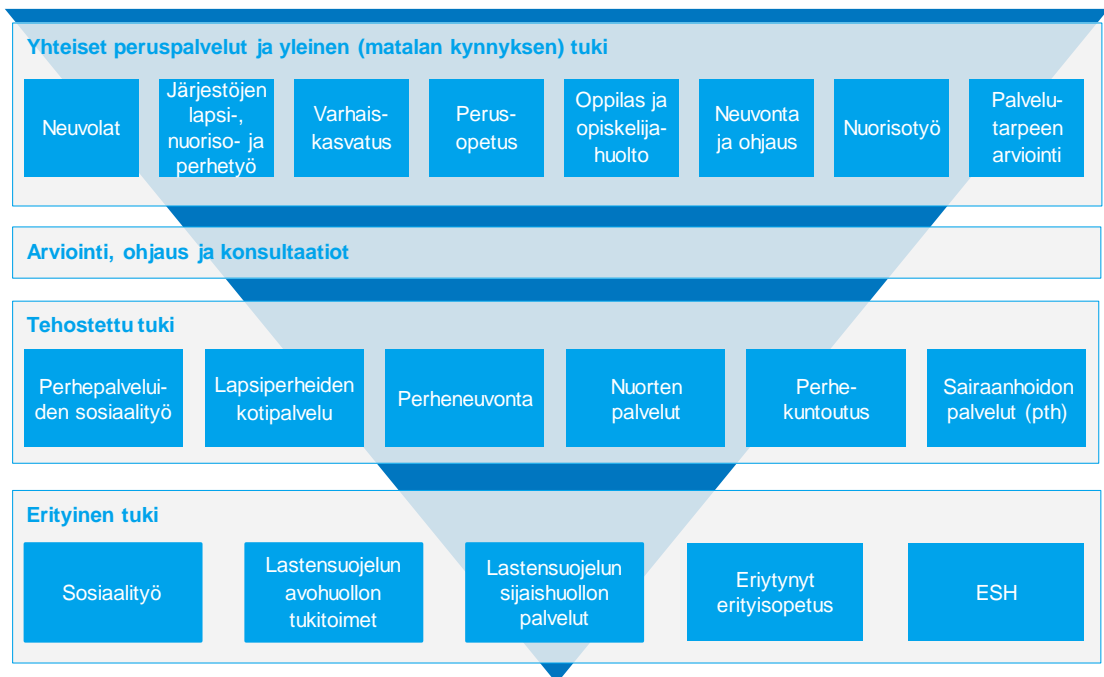 Yhteiset peruspalvelut ja yleinen (matalan kynnyksen) tuki
Neuvolat
Järjestöjen
lapsi-,
nuoriso- ja
perhetyö
Varhais-
kasvatus
Perus-
opetus
Oppilas ja
opiskelija-
huolto
Neuvonta
ja ohjaus
Nuorisotyö
Palvelu-
tarpeen
arviointi
Arviointi, ohjaus ja konsultaatiot
Tehostettu tuki
Perhepalvelui-
den sosiaalityö
Lapsiperheiden
kotipalvelu
Perheneuvonta
Nuorten
palvelut
Perhe-
kuntoutus
Sairaanhoidon
palvelut (pth)
Erityinen tuki
Sosiaalityö
Lastensuojelun
avohuollon
tukitoimet
Lastensuojelun
sijaishuollon
palvelut
Eriytynyt
erityisopetus
ESH